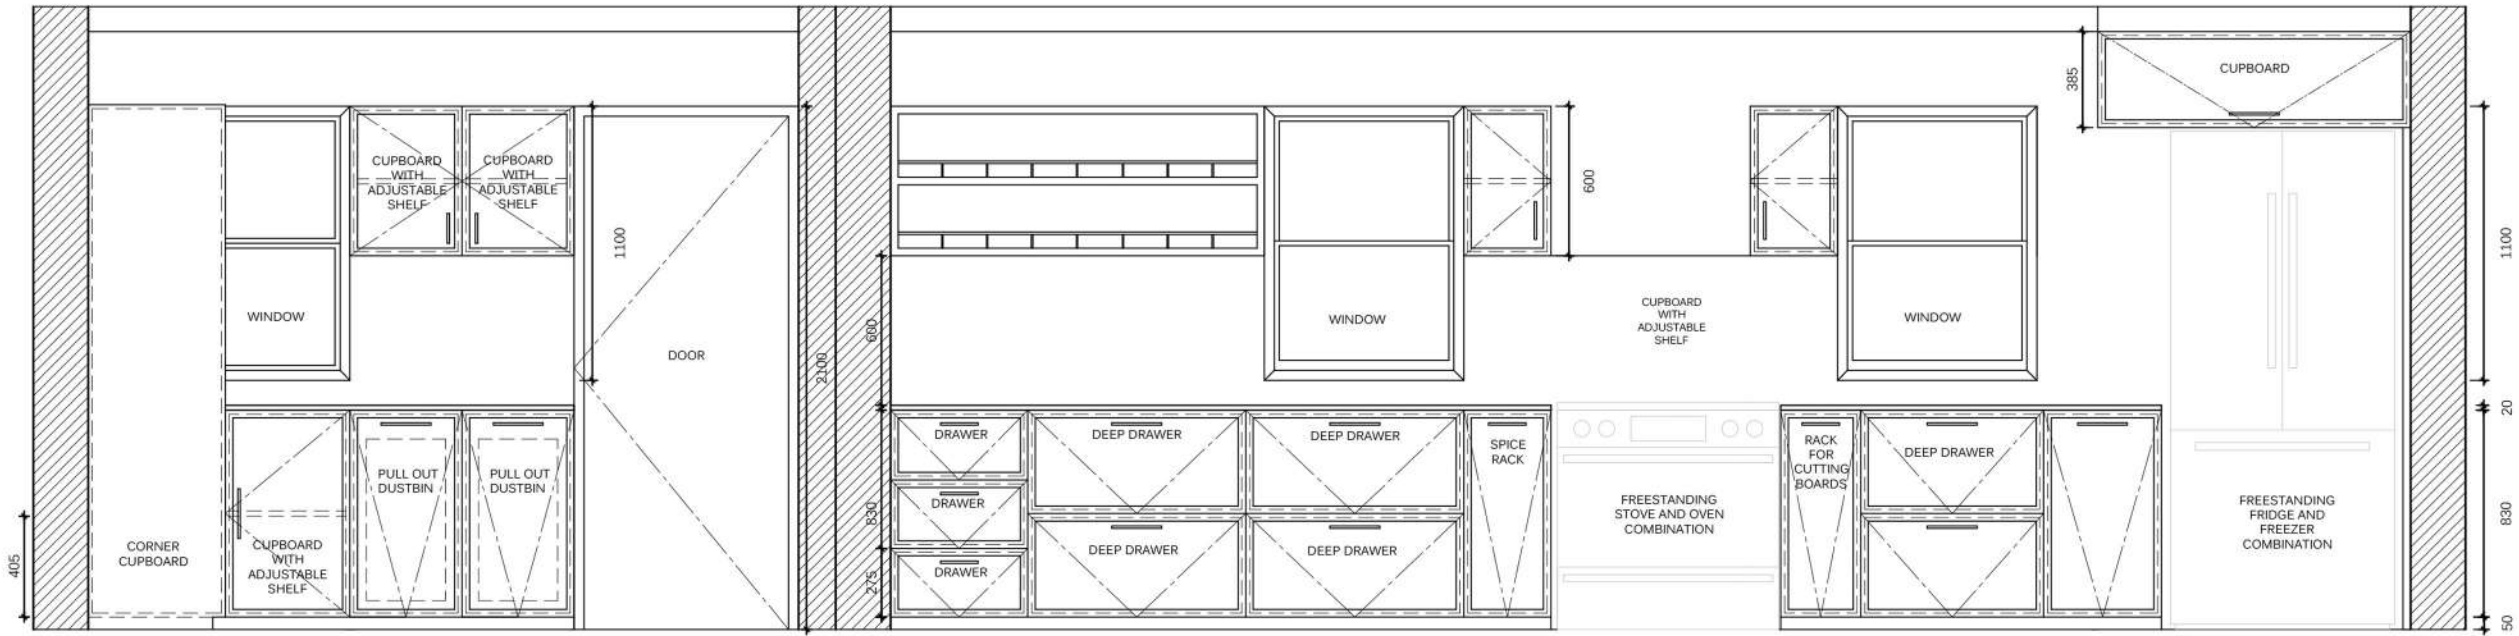 CUPBOARD
385
CUPBOARD
WITH
ADJUSTABLE
SHELF
CUPBOARD
WITH
ADJUSTABLE
SHELF
600
1100
1100
WINDOW
DOOR
2100
600
WINDOW
CUPBOARD
WITH
ADJUSTABLE
SHELF
WINDOW
20
405
CORNER
CUPBOARD
CUPBOARD
WITH
ADJUSTABLE
SHELF
PULL OUT
DUSTBIN
PULL OUT
DUSTBIN
830
275
DRAWER
DRAWER
DRAWER
DEEP DRAWER
DEEP DRAWER
DEEP DRAWER
DEEP DRAWER
SPICE
RACK
FREESTANDING
STOVE AND OVEN
COMBINATION
RACK
FOR
CUTTING
BOARDS
DEEP DRAWER
FREESTANDING
FRIDGE AND
FREEZER
COMBINATION
830
50